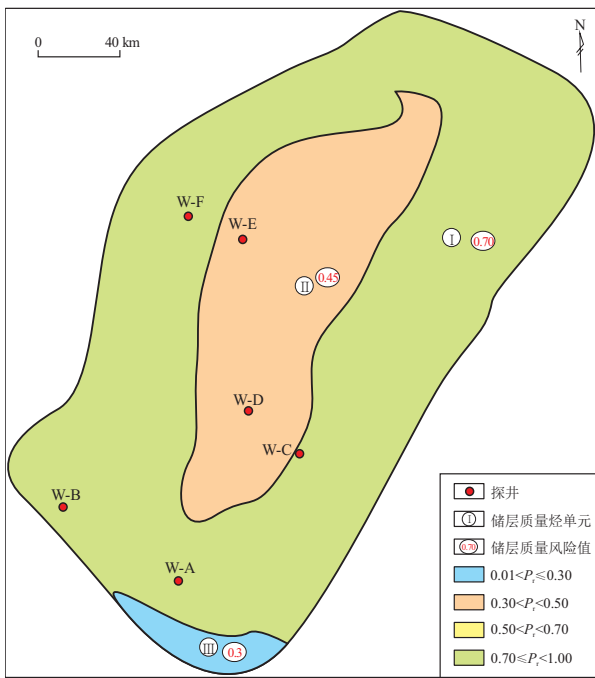 0 40 km
N
W-F
W-E
Ⅰ 0.70
Ⅱ 0.45
W-D
W-C
W-B
W-A
Ⅲ 0.3
探井
Ⅰ 储层质量烃单元
0.70 储层质量风险值
0.01<Pr≤0.30
0.30<Pr<0.50
0.50<Pr<0.70
0.70≤Pr<1.00